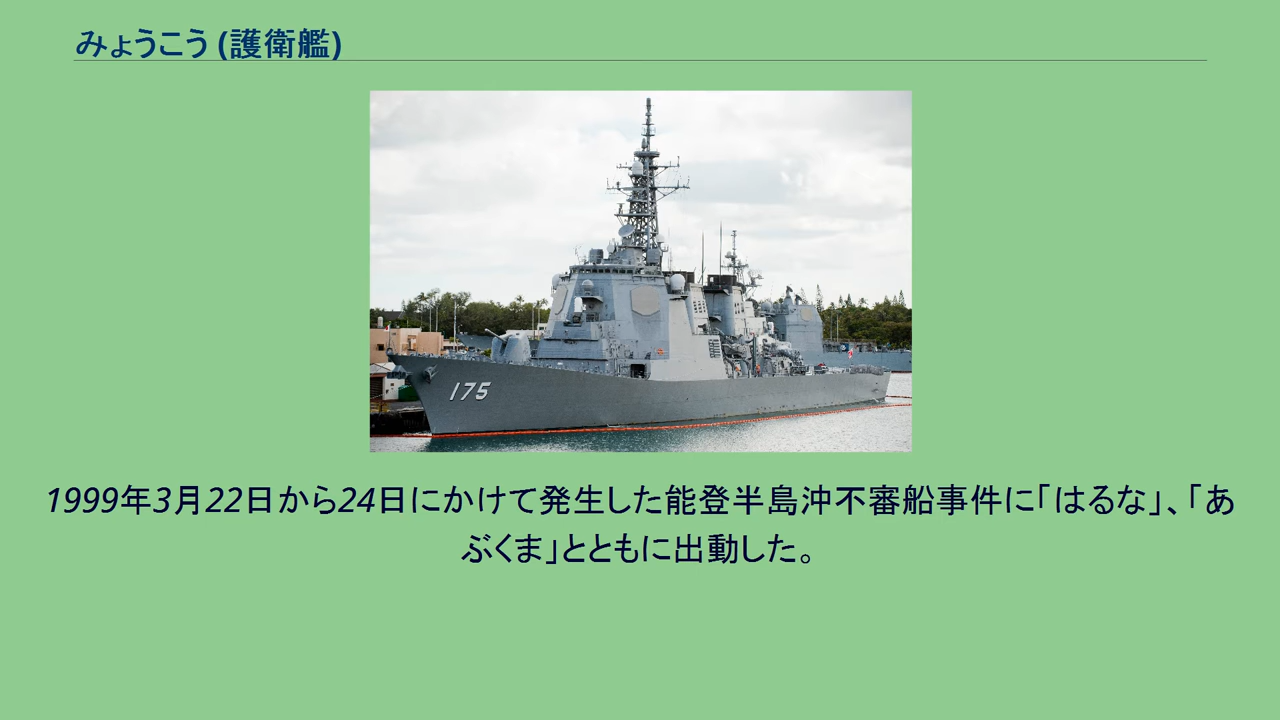 みょうこう (護衛艦)
175
1999年3月22日から24日にかけて発生した能登半島沖不審船事件に「はるな」、「あ
ぶくま」とともに出動した。